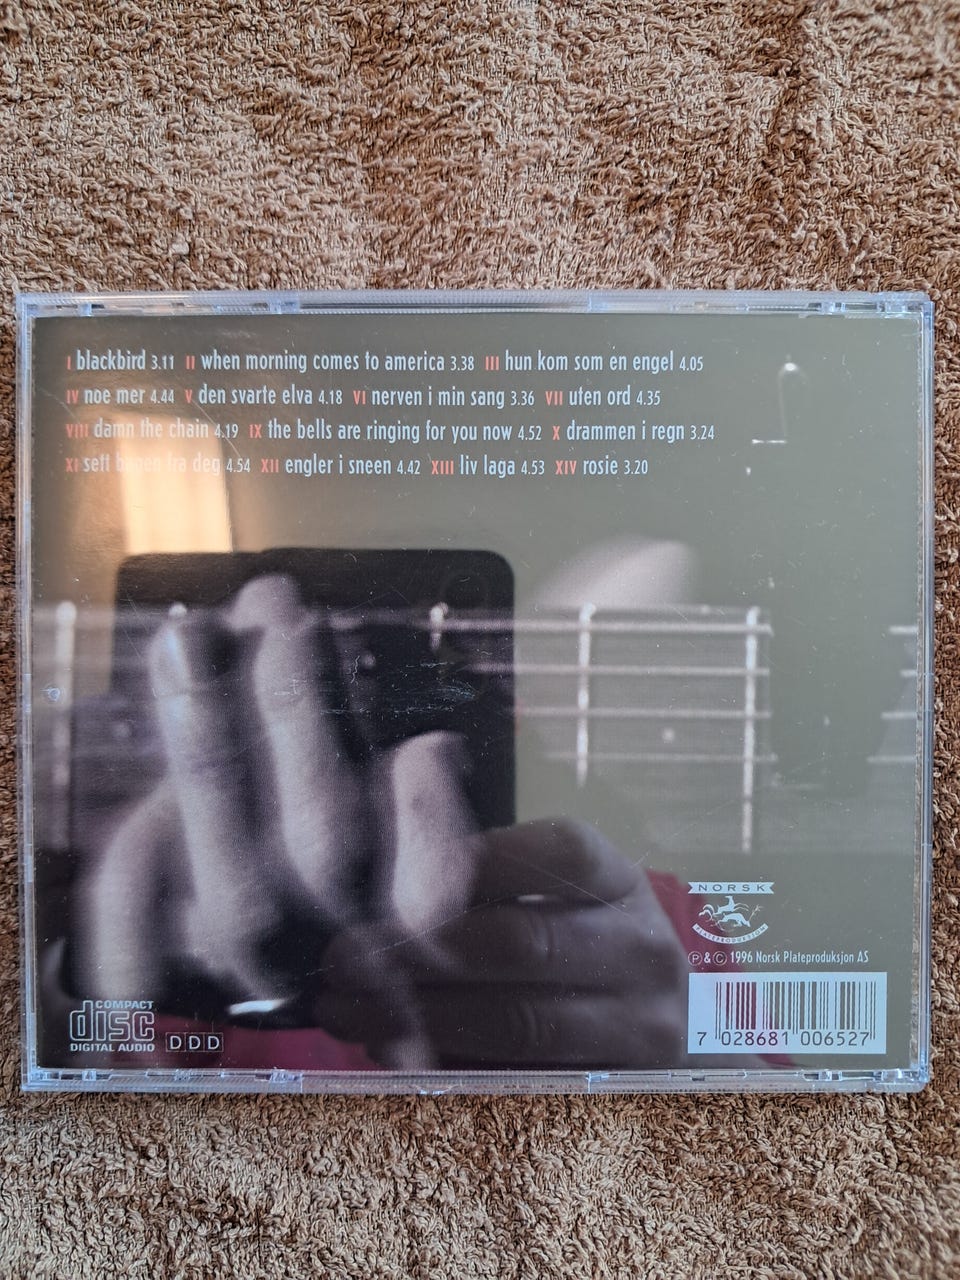 I blackbird 3.11 II when morning comes to america 3.38 III hun kom som en engel 4.05
IV noe mer 4.44 V den svarte elva 4.18 VI nerven i min sang 3.36 VII uten ord 4.35
VIII damn the chain 4.19 IX the bells are ringing for you now 4.52 X drammen i regn 3.24
XI sett bagen fra deg 4.54 XII engler i sneen 4.42 XIII liv laga 4.53 XIV rosie 3.20
NORSK
PLATEPRODUKSJON
℗ & © 1996 Norsk Plateproduksjon AS
COMPACT
disc
DIGITAL AUDIO
DDD
7 028681 006527